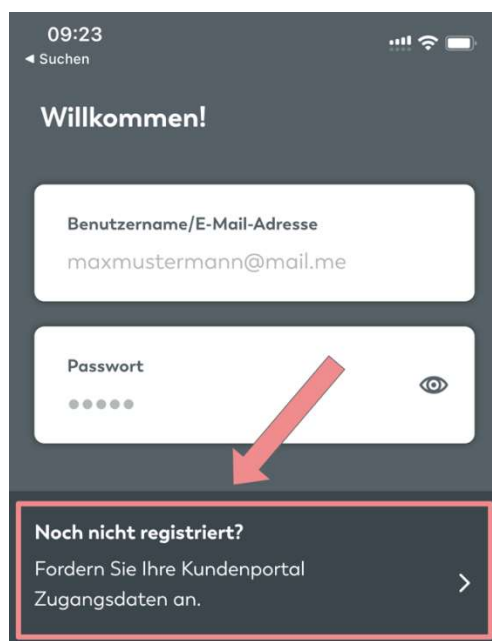 09:23
◀ Suchen
Willkommen!
Benutzername/E-Mail-Adresse
maxmustermann@mail.me
Passwort
●●●●●
Noch nicht registriert?
Fordern Sie Ihre Kundenportal
Zugangsdaten an.